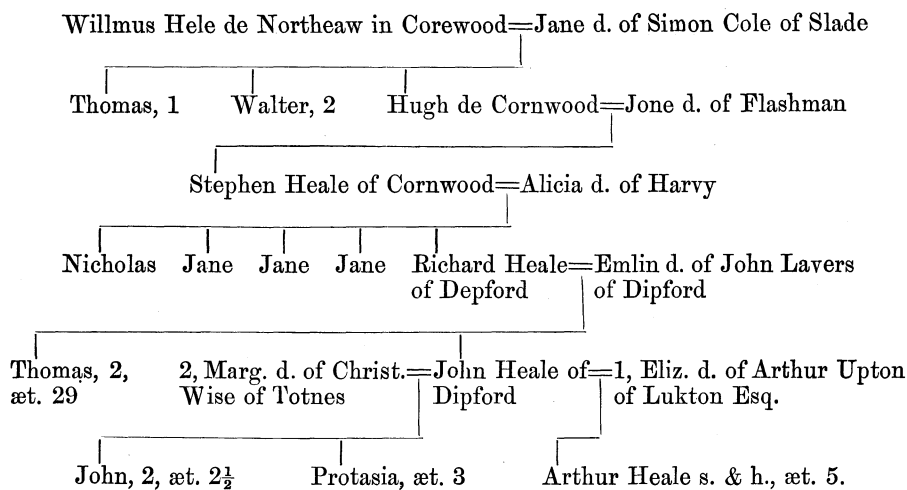 Willmus Hele de Northeaw in Corewood=Jane d. of Simon Cole of Slade
Thomas, 1 Walter, 2 Hugh de Cornwood=Jone d. of Flashman
Stephen Heale of Cornwood=Alicia d. of Harvy
Nicholas Jane Jane Jane Richard Heale=Emlin d. of John Lavers
of Depford of Dipford
Thomas, 2, 2, Marg. d. of Christ.=John Heale of=1, Eliz. d. of Arthur Upton
æt. 29 Wise of Totnes Dipford of Lukton Esq.
John, 2, æt. 2½ Protasia, æt. 3 Arthur Heale s. & h., æt. 5.